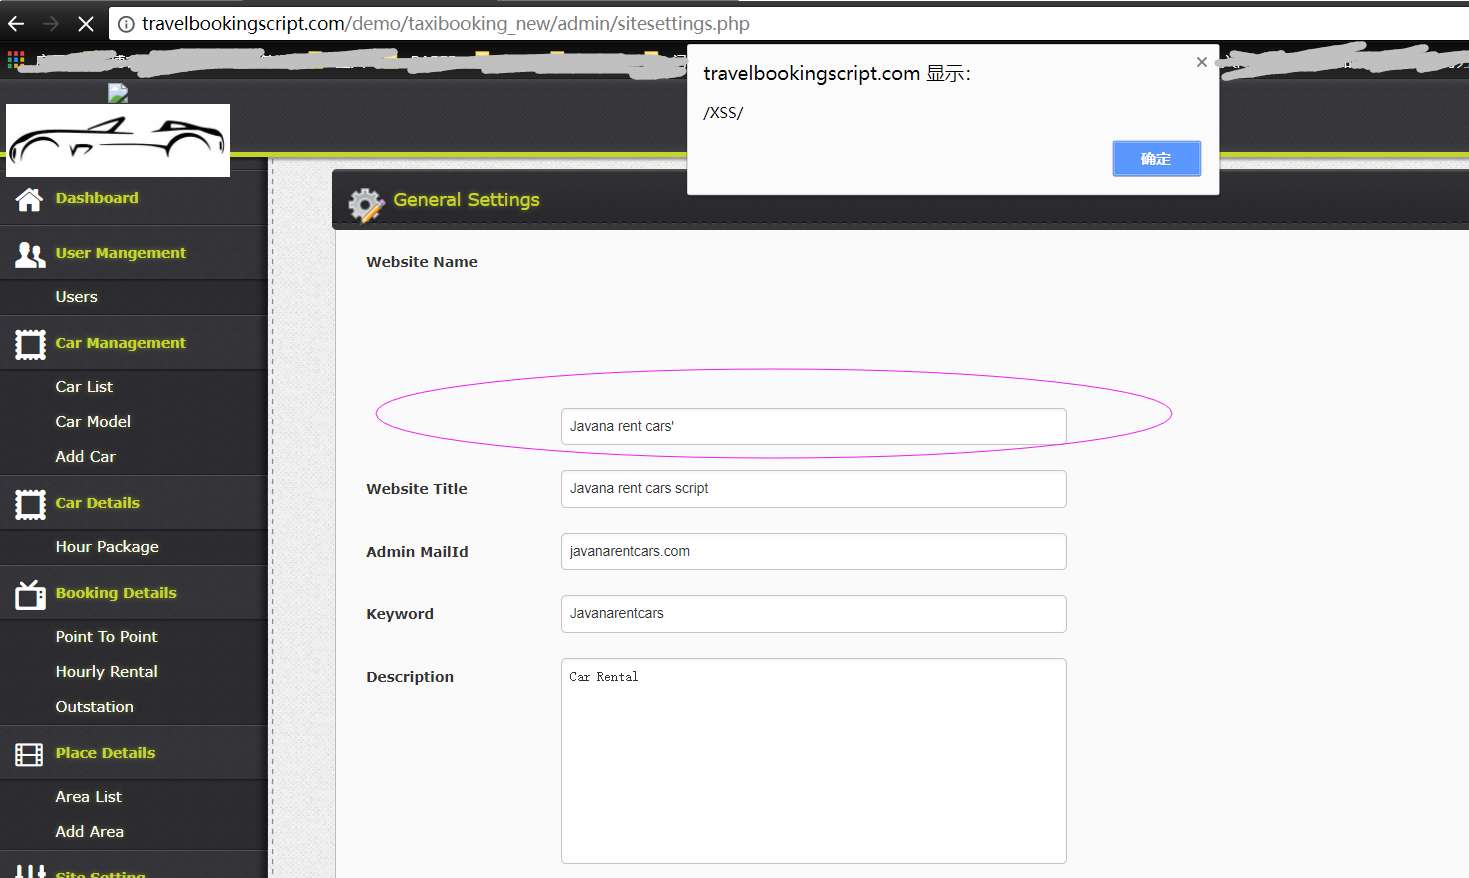 travelbookingscript.com/demo/taxibooking_new/admin/sitesettings.php
travelbookingscript.com 显示：
/XSS/
确定
Dashboard
General Settings
User Mangement
Website Name
Users
Car Management
Car List
Car Model
Javana rent cars'
Add Car
Website Title
Javana rent cars script
Car Details
Hour Package
Admin MailId
javanarentcars.com
Booking Details
Keyword
Javanarentcars
Point To Point
Hourly Rental
Description
Car Rental
Outstation
Place Details
Area List
Add Area
Site Setting